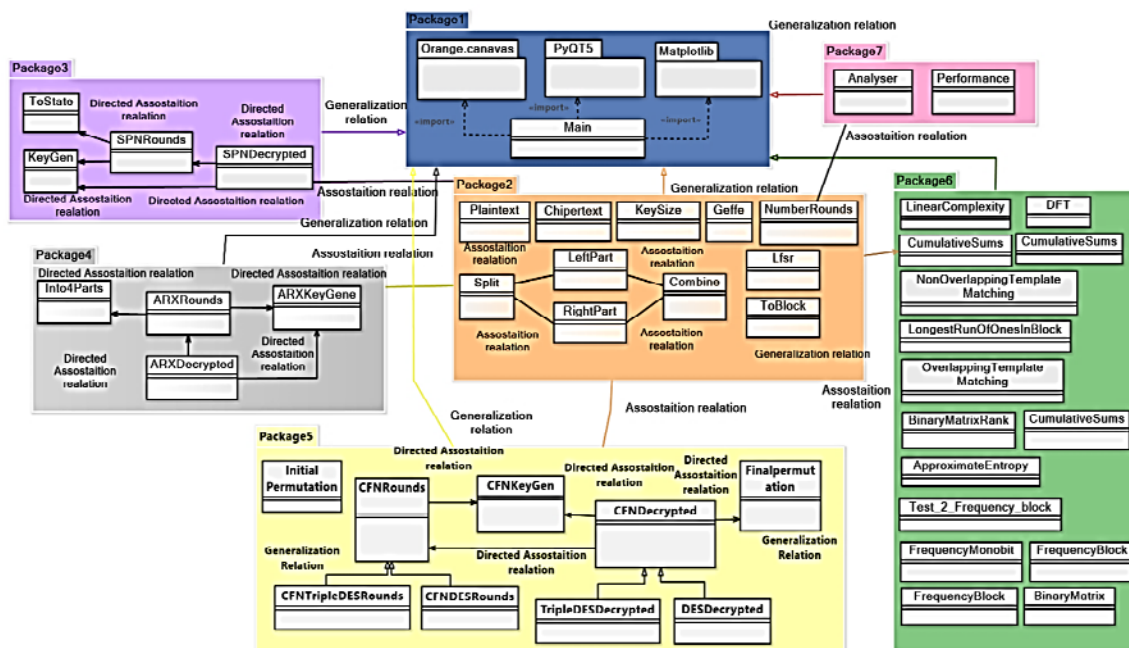 Package1
Generalization relation
Orange.canavas
PyQT5
Matplotlib
«import»
«import»
«import»
Main
Package7
Analyser
Performance
Assostaition realation
Package3
ToStato
Directed Assostaition
realation
Directed
Assostaition
realation
SPNRounds
KeyGen
SPNDecrypted
Directed Assostaition
realation
Directed Assostaition realation
Generalization
relation
Assostaition realation
Generalization
relation
Assostaition realation
Package2
Generalization relation
Plaintext
Chipertext
KeySize
Geffe
NumberRounds
Assostaition
realation
Assostaition
realation
LeftPart
Lfsr
Split
Combine
RightPart
ToBlock
Assostaition
realation
Assostaition
realation
Generalization
relation
Package4
Directed Assostaition realation
Directed Assostaition realation
Into4Parts
ARXRounds
ARXKeyGene
Directed
Assostaition
realation
Directed
Assostaition
realation
ARXDecrypted
Package6
LinearComplexity
DFT
CumulativeSums
CumulativeSums
NonOverlappingTemplate
Matching
LongestRunOfOnesInBlock
OverlappingTemplate
Matching
BinaryMatrixRank
CumulativeSums
ApproximateEntropy
Test_2_Frequency_block
FrequencyMonobit
FrequencyBlock
FrequencyBlock
BinaryMatrix
Assostaition
realation
Generalization
relation
Assostaition realation
Package5
Directed Assostaition
realation
Directed Assostaition
realation
Directed
Assostaition
realation
Initial
Permutation
CFNRounds
CFNKeyGen
CFNDecrypted
Finalpermut
ation
Generalization
Relation
Directed Assostaition
realation
Generalization
Relation
CFNTripleDESRounds
CFNDESRounds
TripleDESDecrypted
DESDecrypted